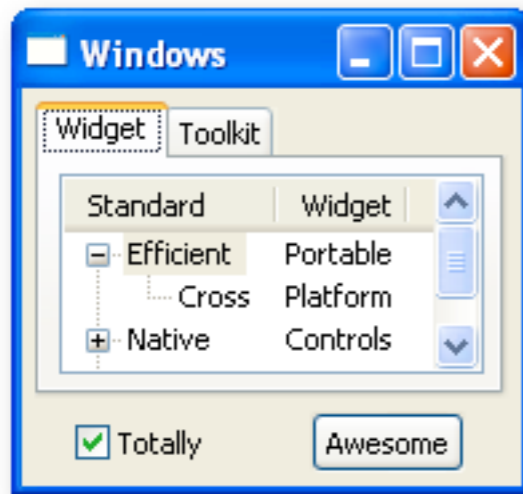 Windows
Widget Toolkit
Standard Widget
Efficient Portable
Cross Platform
Native Controls
Totally Awesome